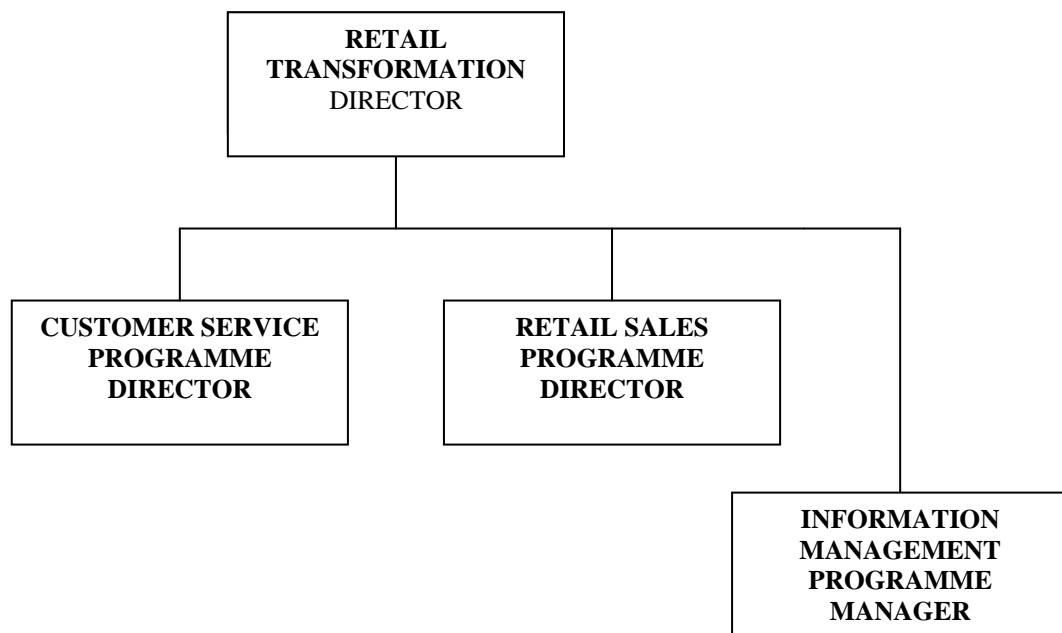 RETAIL
TRANSFORMATION
DIRECTOR
CUSTOMER SERVICE
PROGRAMME
DIRECTOR
RETAIL SALES
PROGRAMME
DIRECTOR
INFORMATION
MANAGEMENT
PROGRAMME
MANAGER